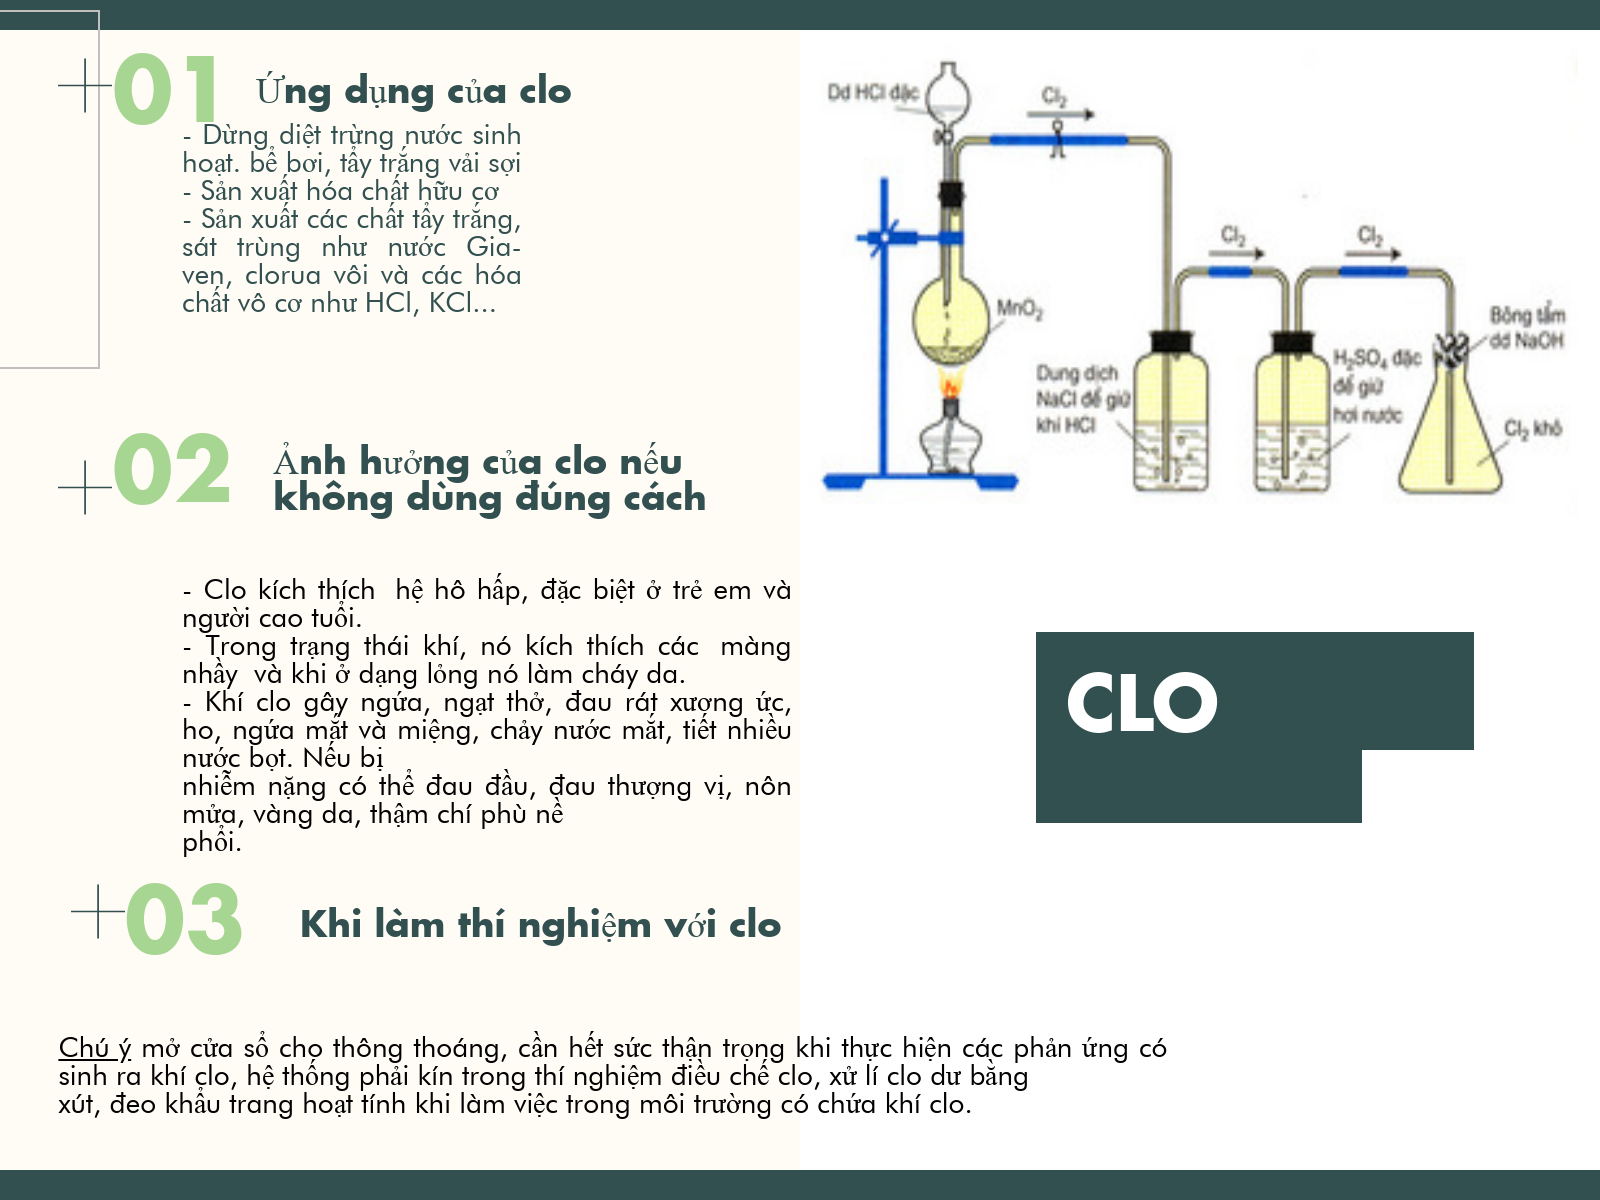 01
Ứng dụng của clo
- Dừng diệt trừng nước sinh
hoạt. bể bơi, tẩy trắng vải sợi
- Sản xuất hóa chất hữu cơ
- Sản xuất các chất tẩy trắng,
sát trùng như nước Gia-
ven, clorua vôi và các hóa
chất vô cơ như HCl, KCl...
02
Ảnh hưởng của clo nếu
không dùng đúng cách
- Clo kích thích hệ hô hấp, đặc biệt ở trẻ em và
người cao tuổi.
- Trong trạng thái khí, nó kích thích các màng
nhầy và khi ở dạng lỏng nó làm cháy da.
- Khí clo gây ngứa, ngạt thở, đau rát xương ức,
ho, ngứa mắt và miệng, chảy nước mắt, tiết nhiều
nước bọt. Nếu bị
nhiễm nặng có thể đau đầu, đau thượng vị, nôn
mửa, vàng da, thậm chí phù nề
phổi.
03
Khi làm thí nghiệm với clo
Chú ý mở cửa sổ cho thông thoáng, cần hết sức thận trọng khi thực hiện các phản ứng có
sinh ra khí clo, hệ thống phải kín trong thí nghiệm điều chế clo, xử lí clo dư bằng
xút, đeo khẩu trang hoạt tính khi làm việc trong môi trường có chứa khí clo.
Dd HCl đặc
Cl₂
Cl₂
Cl₂
MnO₂
Dung dịch
NaCl để giữ
khí HCl
H₂SO₄ đặc
để giữ
hơi nước
Bông tẩm
dd NaOH
Cl₂ khô
CLO